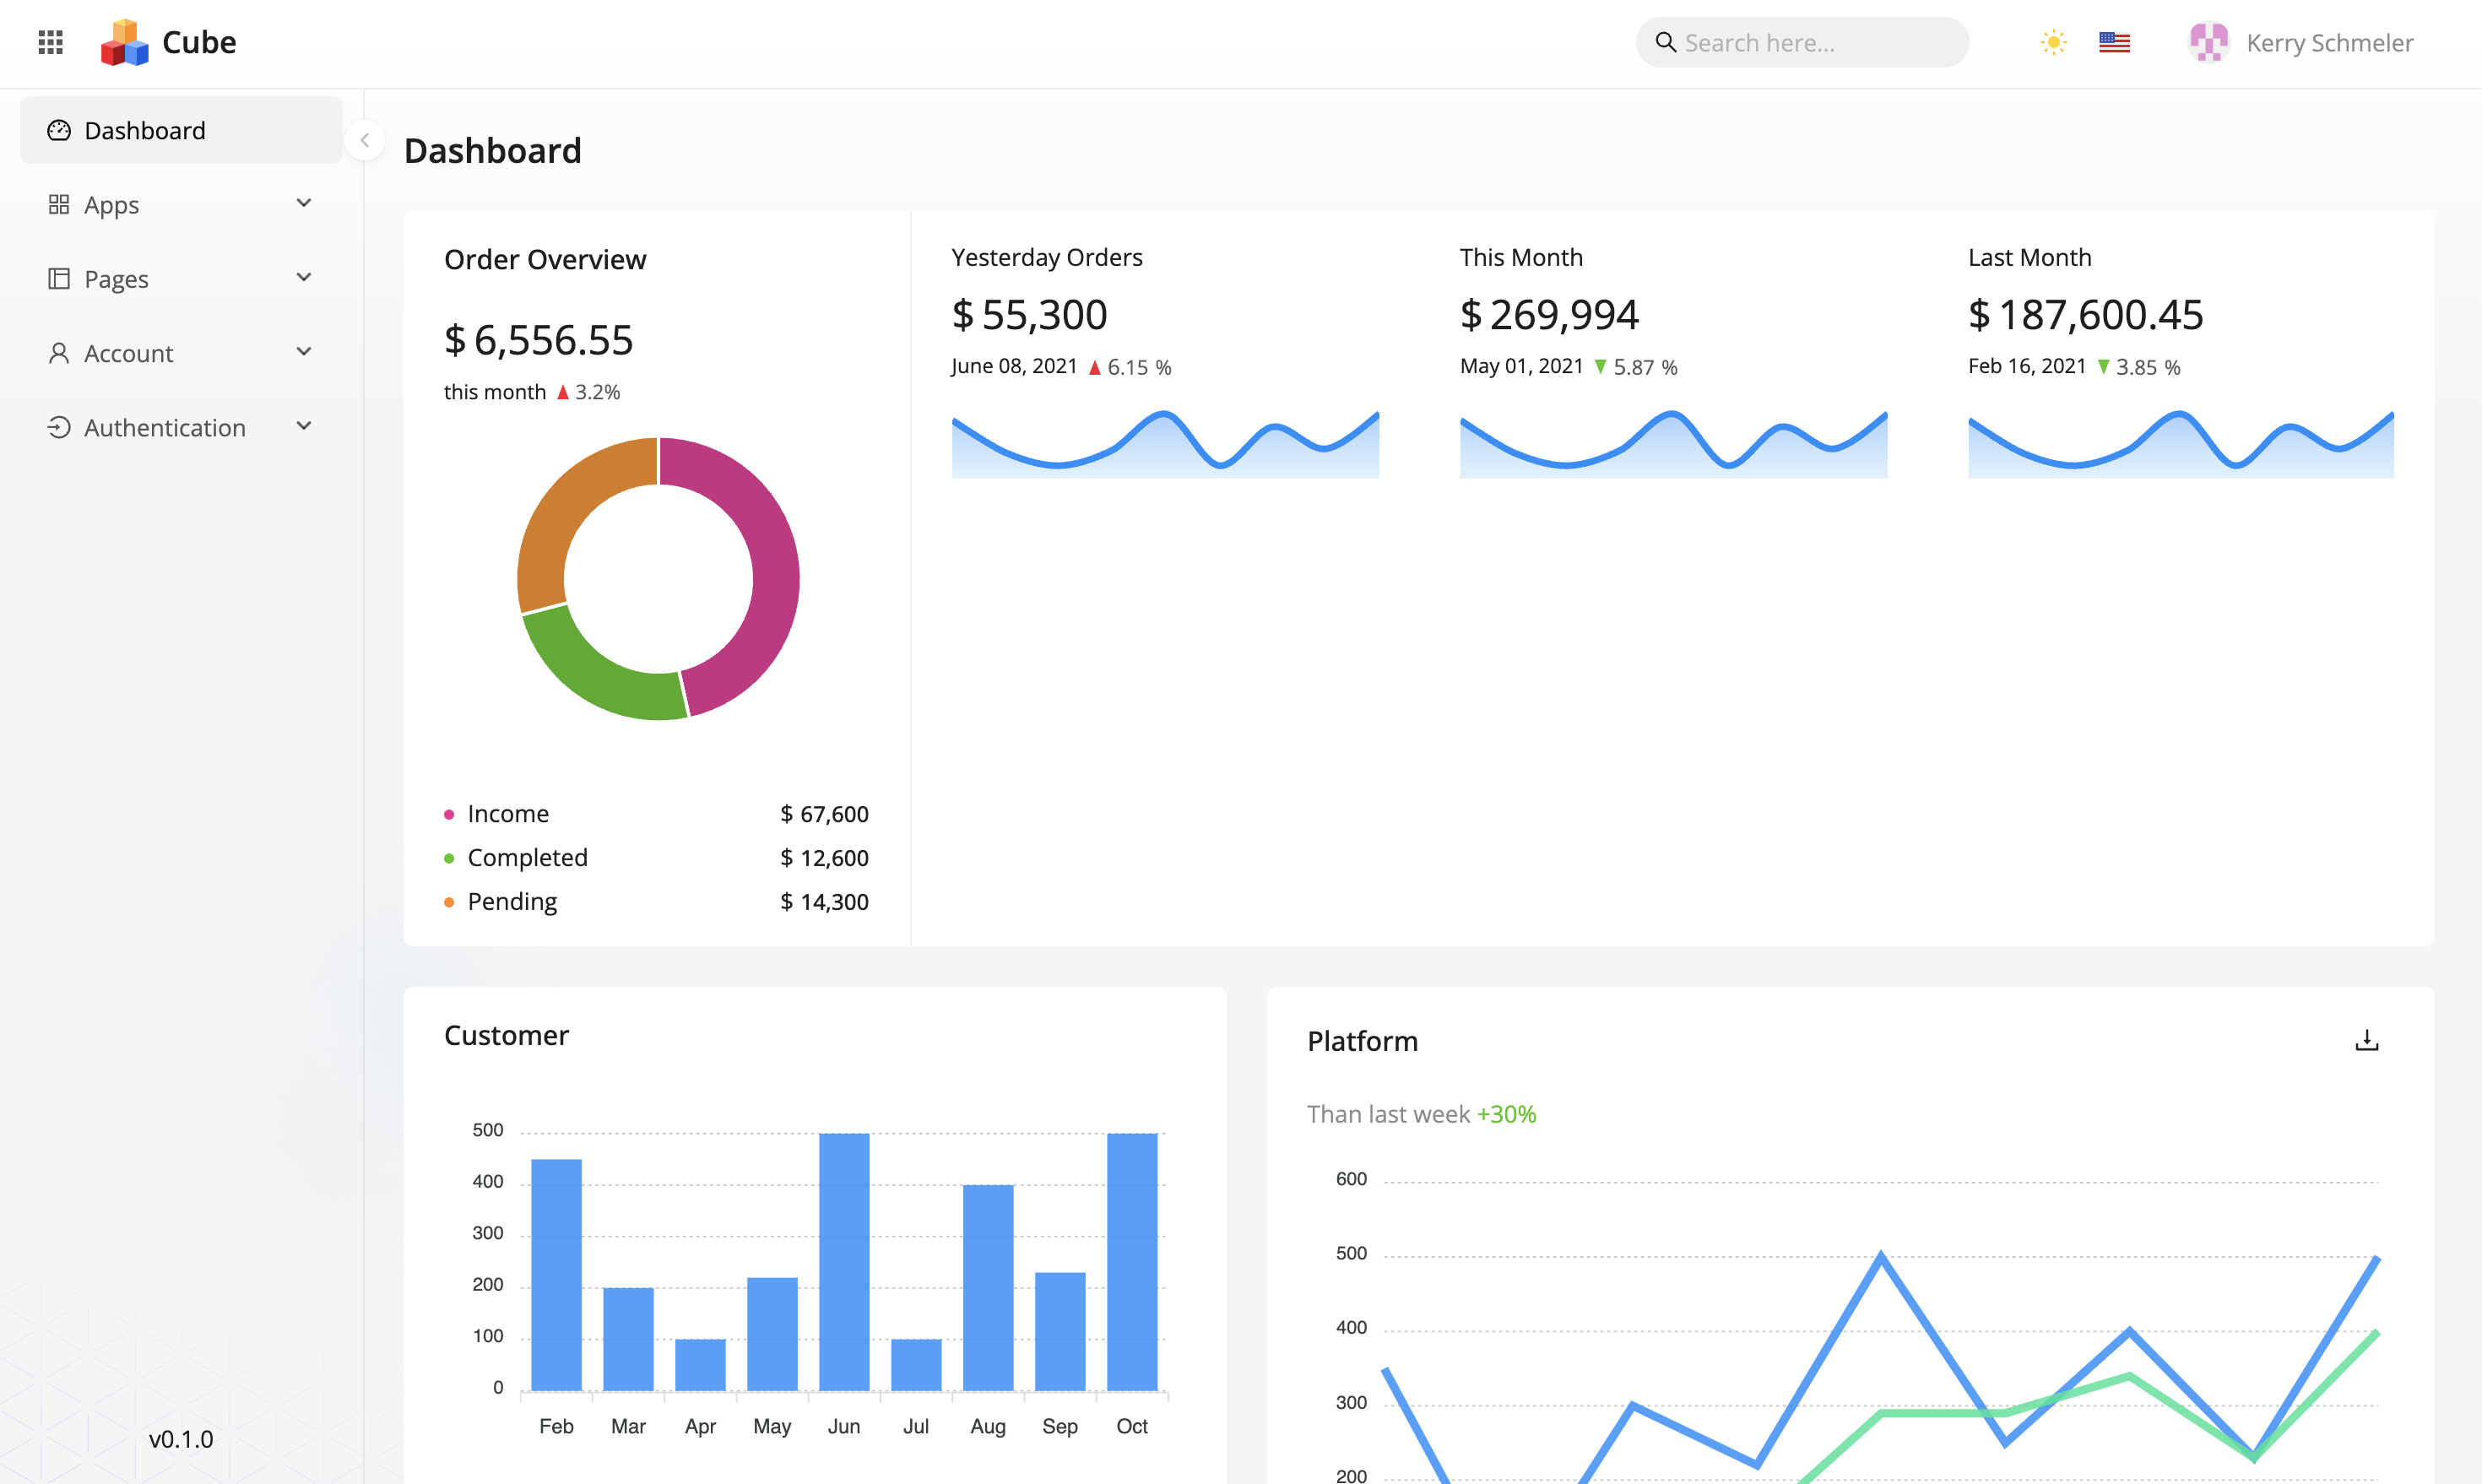 Cube
Search here...
Kerry Schmeler
Dashboard
Apps
Pages
Account
Authentication
v0.1.0
Dashboard
Order Overview
$ 6,556.55
this month 3.2%
Income $ 67,600
Completed $ 12,600
Pending $ 14,300
Yesterday Orders
$ 55,300
June 08, 2021 6.15 %
This Month
$ 269,994
May 01, 2021 5.87 %
Last Month
$ 187,600.45
Feb 16, 2021 3.85 %
Customer
500
400
300
200
100
0
Feb Mar Apr May Jun Jul Aug Sep Oct
Platform
Than last week +30%
600
500
400
300
200